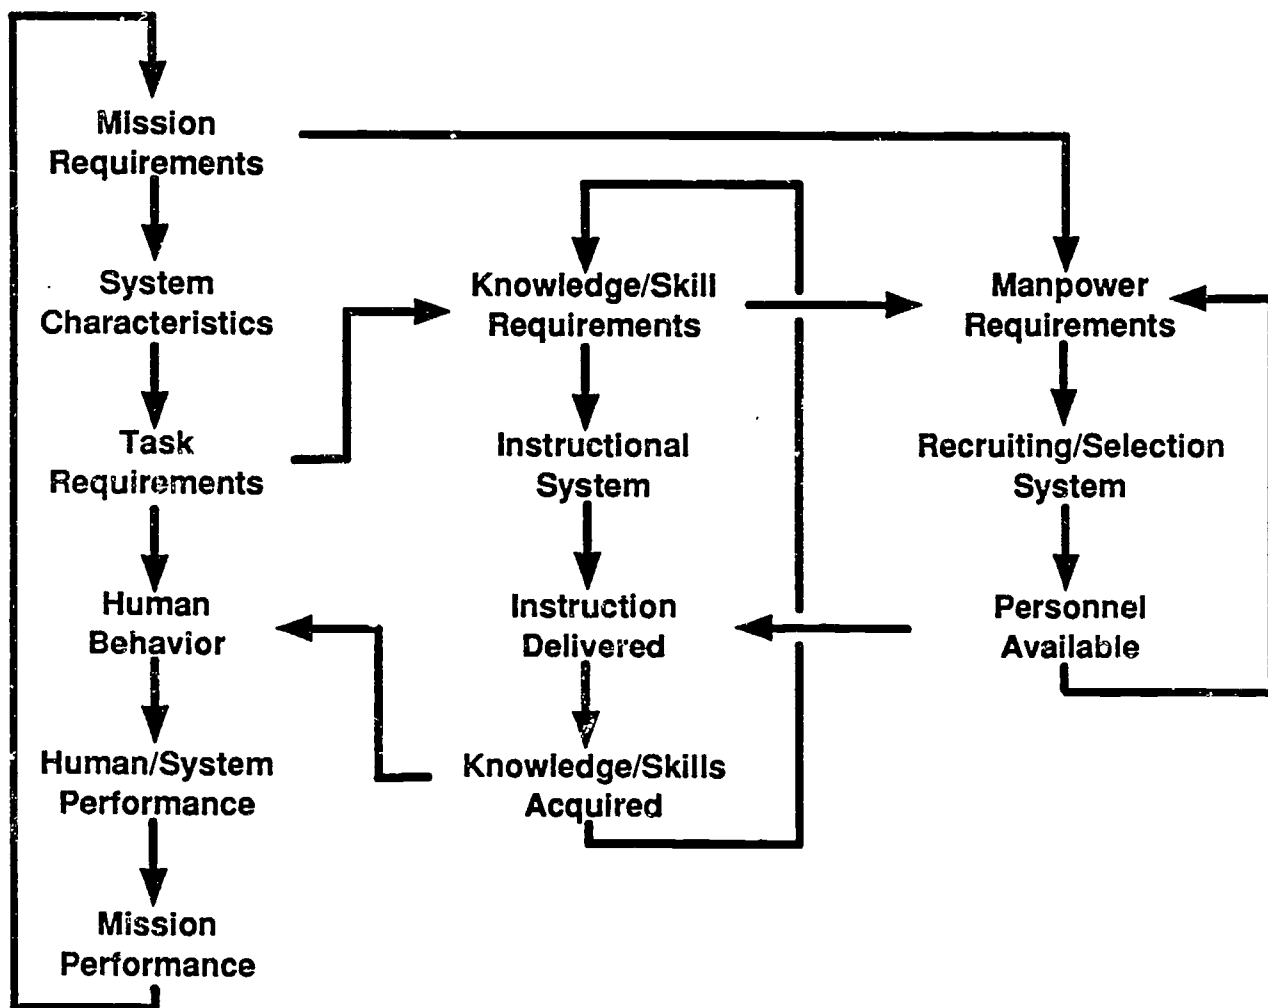 Mission
Requirements
System
Characteristics
Task
Requirements
Human
Behavior
Human/System
Performance
Mission
Performance
Knowledge/Skill
Requirements
Instructional
System
Instruction
Delivered
Knowledge/Skills
Acquired
Manpower
Requirements
Recruiting/Selection
System
Personnel
Available